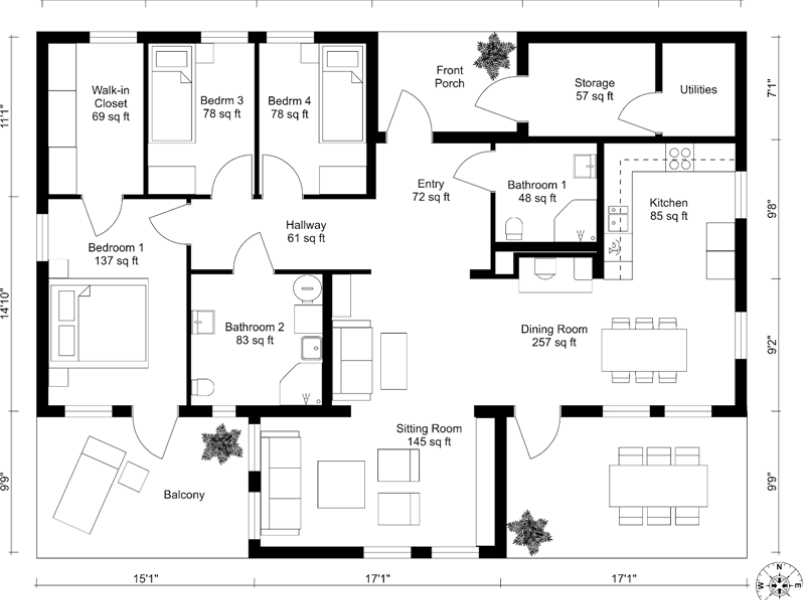 Front
Porch
Walk-in
Closet
69 sq ft
Bedrm 3
78 sq ft
Bedrm 4
78 sq ft
Storage
57 sq ft
Utilities
11'1"
7'1"
Entry
72 sq ft
Bathroom 1
48 sq ft
Kitchen
85 sq ft
9'8"
Bedroom 1
137 sq ft
Hallway
61 sq ft
14'10"
Bathroom 2
83 sq ft
Dining Room
257 sq ft
9'2"
Sitting Room
145 sq ft
Balcony
9'9"
9'9"
15'1"
17'1"
17'1"
N
W
E